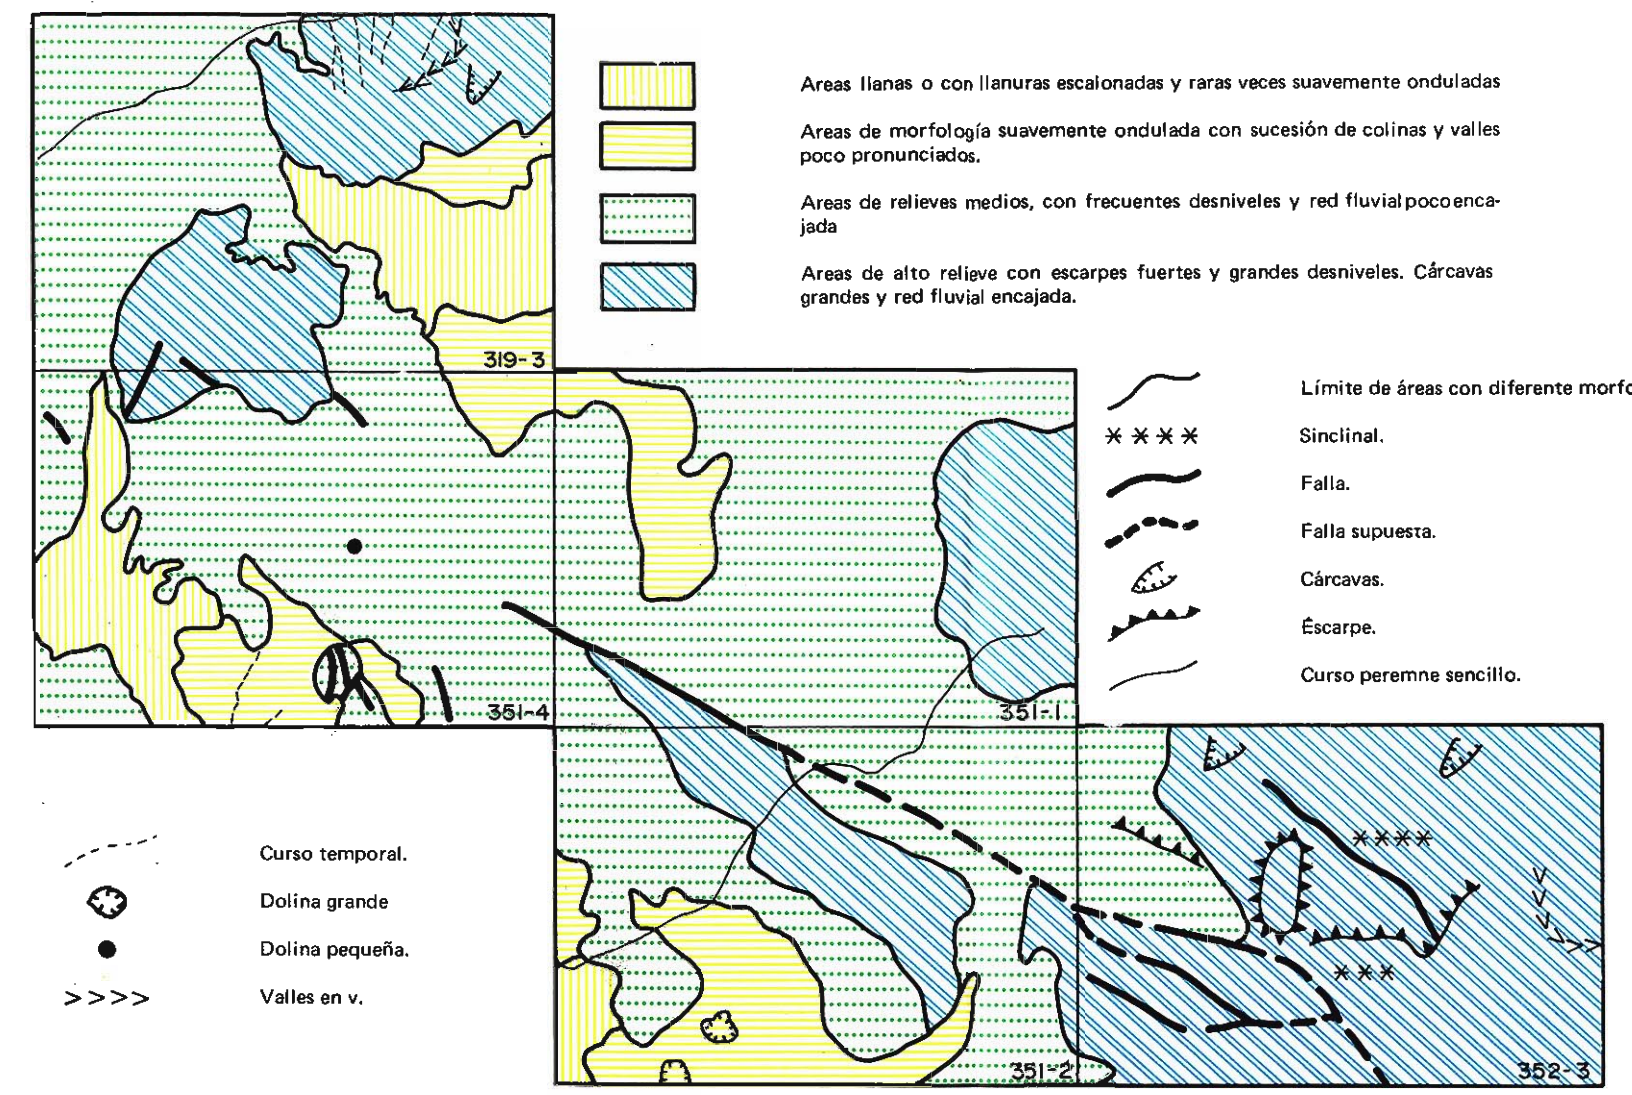 Areas llanas o con llanuras escalonadas y raras veces suavemente onduladas
Areas de morfología suavemente ondulada con sucesión de colinas y valles
poco pronunciados.
Areas de relieves medios, con frecuentes desniveles y red fluvial poco enca-
jada
Areas de alto relieve con escarpes fuertes y grandes desniveles. Cárcavas
grandes y red fluvial encajada.
319-3
Límite de áreas con diferente morfo
Sinclinal.
Falla.
Falla supuesta.
Cárcavas.
Éscarpe.
Curso peremne sencillo.
351-4
351-1
Curso temporal.
Dolina grande
Dolina pequeña.
Valles en v.
351-2
352-3